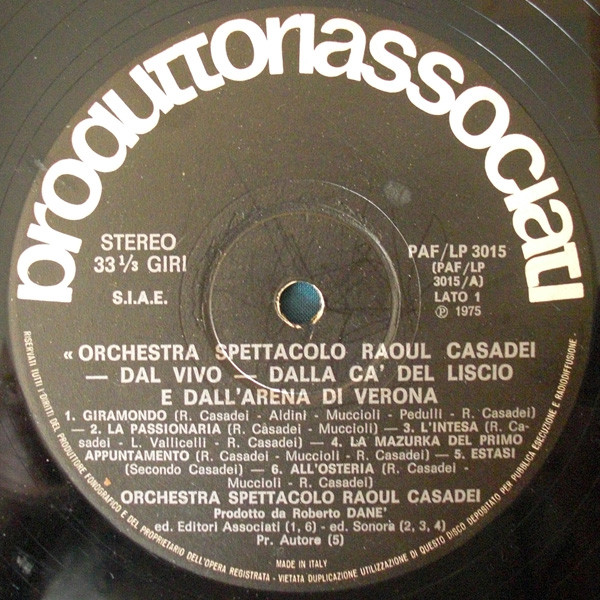 produttoriassociati
STEREO
33 1/3 GIRI
S.I.A.E.
PAF/LP 3015
(PAF/LP
3015/A)
LATO 1
℗ 1975
« ORCHESTRA SPETTACOLO RAOUL CASADEI
— DAL VIVO — DALLA CA' DEL LISCIO
E DALL'ARENA DI VERONA
1. GIRAMONDO (R. Casadei - Aldini - Muccioli - Pedulli - R. Casadei)
— 2. LA PASSIONARIA (R. Càsadei - Muccioli) — 3. L'INTESA (R. Ca-
sadei - L. Vallicelli - R. Casadei) — 4. LA MAZURKA DEL PRIMO
APPUNTAMENTO (R. Casadei - Muccioli - R. Casadei) — 5. ESTASI
(Secondo Casadei) — 6. ALL'OSTERIA (R. Casadei -
Muccioli - R. Casadei)
ORCHESTRA SPETTACOLO RAOUL CASADEI
Prodotto da Roberto DANE'
ed. Editori Associati (1, 6) - ed. Sonora (2, 3, 4)
Pr. Autore (5)
MADE IN ITALY
RISERVATI TUTTI I DIRITTI DEL PRODUTTORE FONOGRAFICO E DEL PROPRIETARIO DELL'OPERA REGISTRATA - VIETATA DUPLICAZIONE UTILIZZAZIONE DI QUESTO DISCO DEPOSITATO PER PUBBLICA ESECUZIONE E RADIODIFFUSIONE -